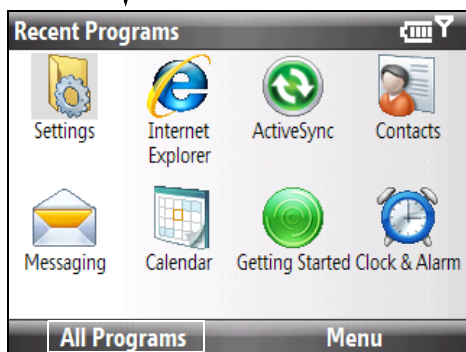 Recent Programs
Settings
Internet Explorer
ActiveSync
Contacts
Messaging
Calendar
Getting Started
Clock & Alarm
All Programs
Menu